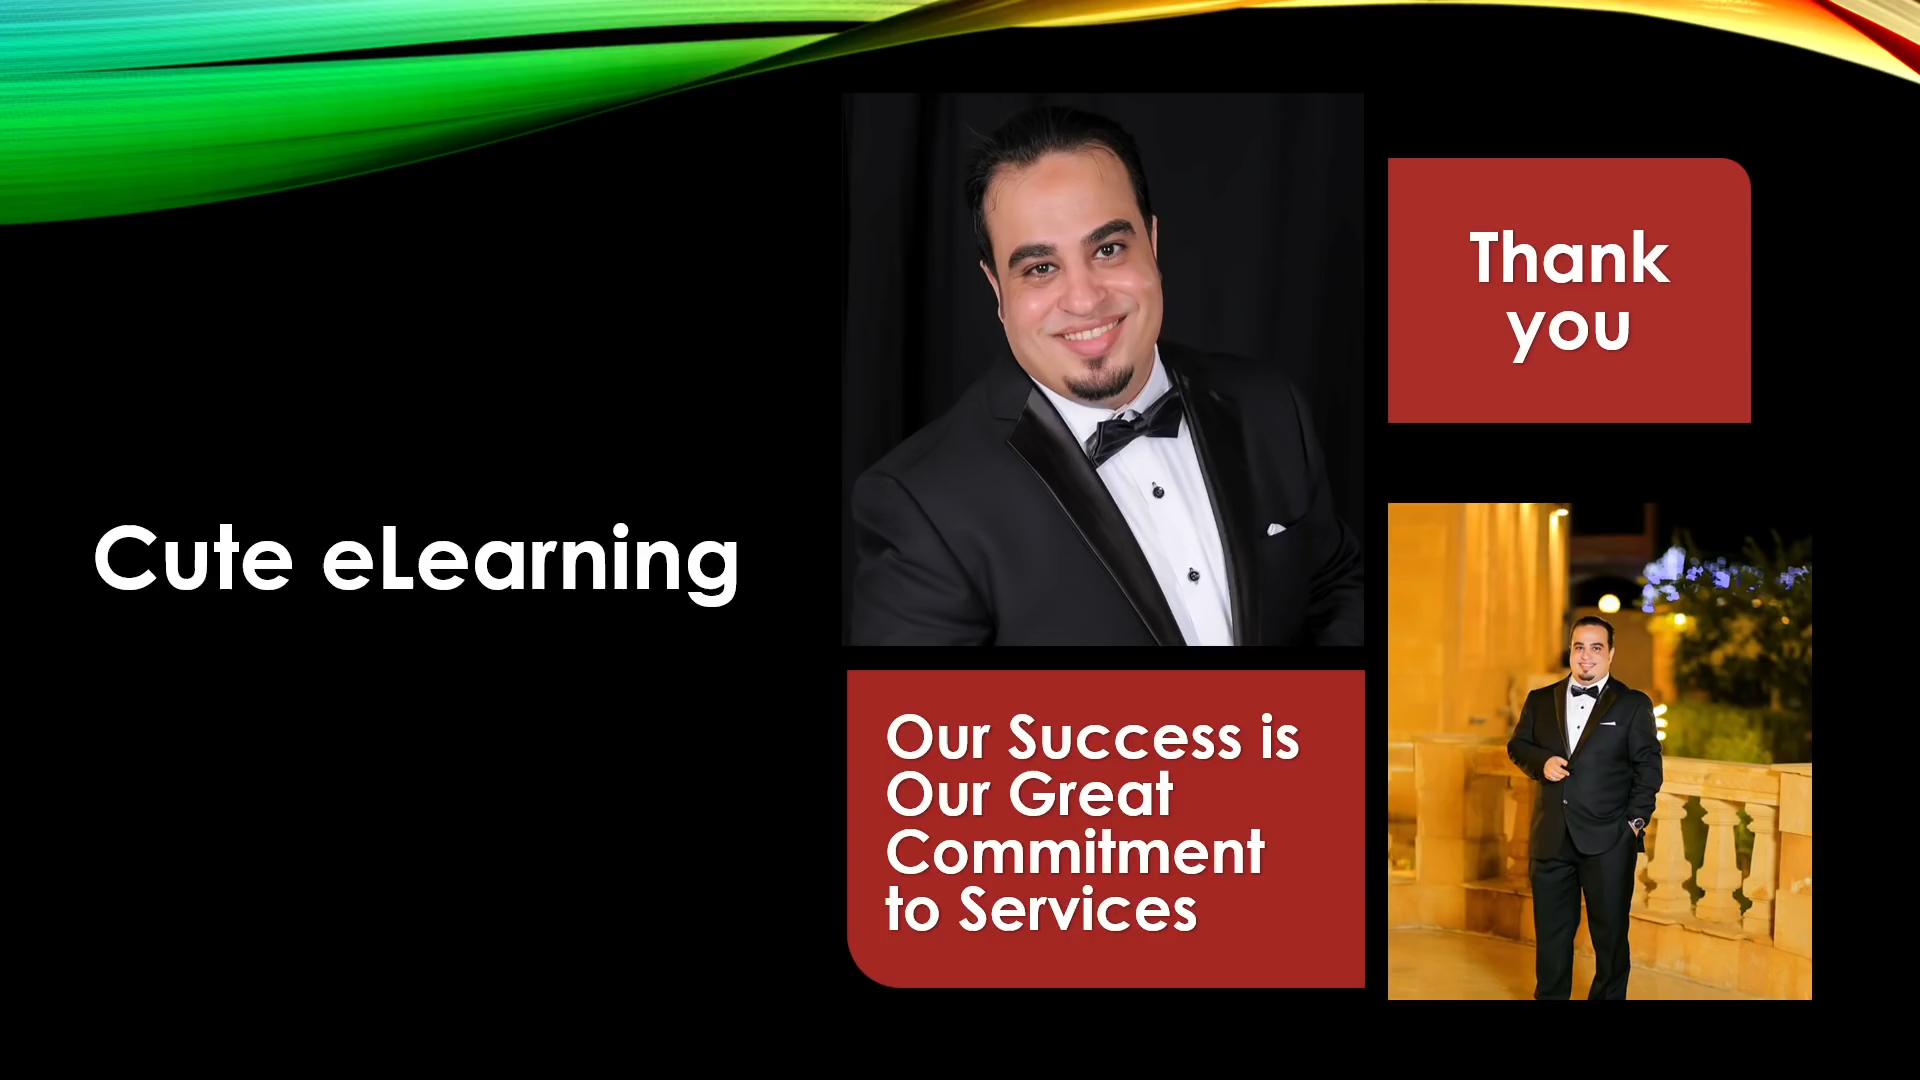 Cute eLearning
Thank
you
Our Success is
Our Great
Commitment
to Services